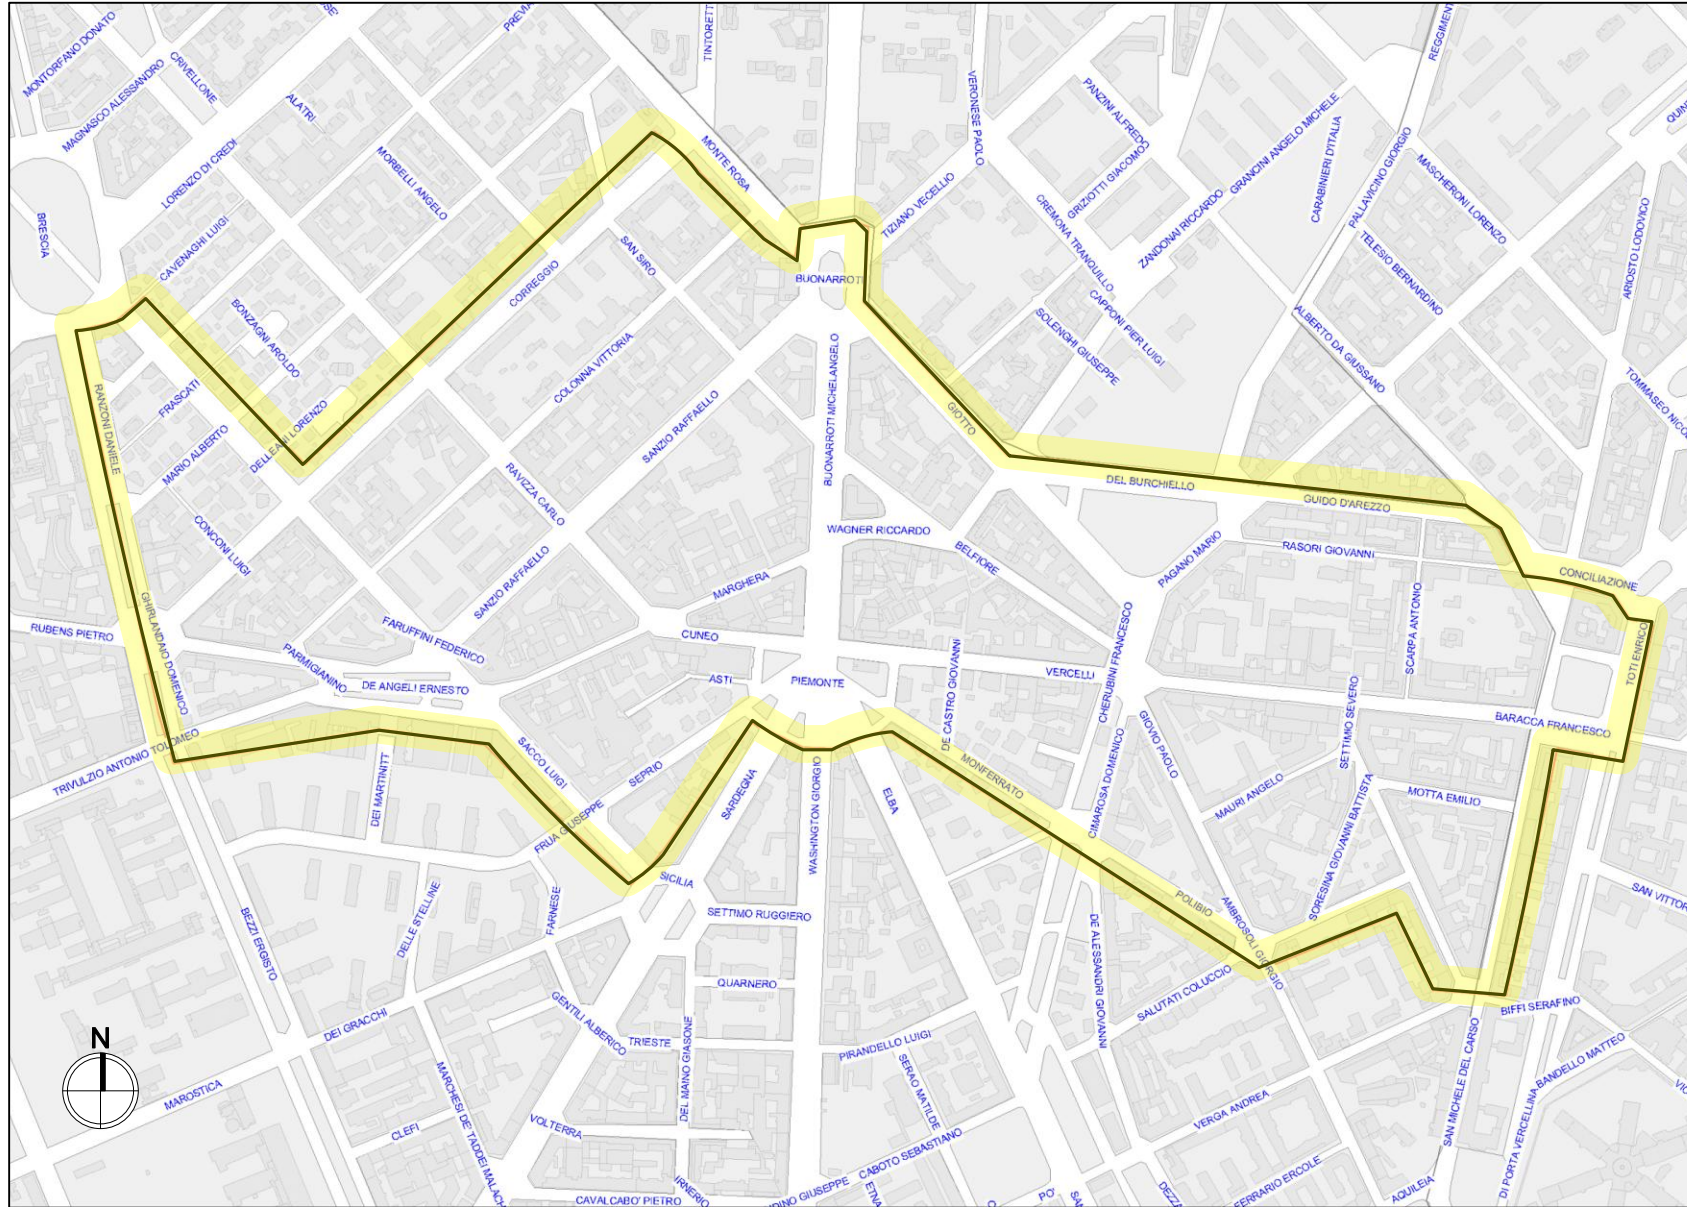 MONTORFANO DONATO
MAGNASCO ALESSANDRO
CRIVELLONE
ALATRI
LORENZO DI CREDI
MORBELLI ANGELO
MONTE ROSA
VERONESE PAOLO
PANZINI ALFREDO
GRIZIOTTI GIACOMO
GRANCINI ANGELO MICHELE
CARABINIERI D'ITALIA
PALLAVICINO GIORGIO
MASCHERONI LORENZO
TELESIO BERNARDINO
ARIOSTO LODOVICO
BRESCIA
CAVENAGHI LUIGI
BONZAGNI AROLDO
CORREGGIO
SAN SIRO
TIZIANO VECELLIO
BUONARROTI
CREMONA TRANQUILLO
ZANDONAI RICCARDO
SOLENGHI GIUSEPPE
CAPPONI PIER LUIGI
ALBERTO DA GIUSSANO
RANZONI DANIELE
FRASCATI
MARIO ALBERTO
DELLEANI LORENZO
COLONNA VITTORIA
SANZIO RAFFAELLO
BUONARROTI MICHELANGELO
GIOTTO
DEL BURCHIELLO
GUIDO D'AREZZO
CONCONI LUIGI
RAVIZZA CARLO
SANZIO RAFFAELLO
WAGNER RICCARDO
BELFIORE
PAGANO MARIO
RASORI GIOVANNI
CONCILIAZIONE
MARGHERA
RUBENS PIETRO
GHIRLANDAIO DOMENICO
FARUFFINI FEDERICO
PARMIGIANINO
DE ANGELI ERNESTO
CUNEO
ASTI
PIEMONTE
DE CASTRO GIOVANNI
VERCELLI
CHERUBINI FRANCESCO
SCARPA ANTONIO
TOTI ENRICO
BARACCA FRANCESCO
SETTIMIO SEVERO
GIOVIO PAOLO
CIMAROSA DOMENICO
TRIVULZIO ANTONIO TOLOMEO
DEI MARTINITT
SACCO LUIGI
SEPRIO
FRUA GIUSEPPE
SARDEGNA
WASHINGTON GIORGIO
ELBA
MONFERRATO
MAURI ANGELO
SORESINA GIOVANNI BATTISTA
MOTTA EMILIO
SICILIA
SETTIMO RUGGIERO
POLIBIO
AMBROSOLI GIORGIO
BEZZI ERGISTO
DELLE STELLINE
FARNESE
QUARNERO
DE ALESSANDRI GIOVANNI
SALUTATI COLUCCIO
BIFFI SERAFINO
N
DEI GRACCHI
GENTILI ALBERICO
TRIESTE
DEL MAINO GIASONE
PIRANDELLO LUIGI
SERAO MATILDE
SAN MICHELE DEL CARSO
DI PORTA VERCELLINA
BANDELLO MATTEO
MAROSTICA
CLEFI
VOLTERRA
CABOTO SEBASTIANO
VERGA ANDREA
FERRARIO ERCOLE
AQUILEIA
CAVALCABO' PIETRO
IRNERIO
ETNA